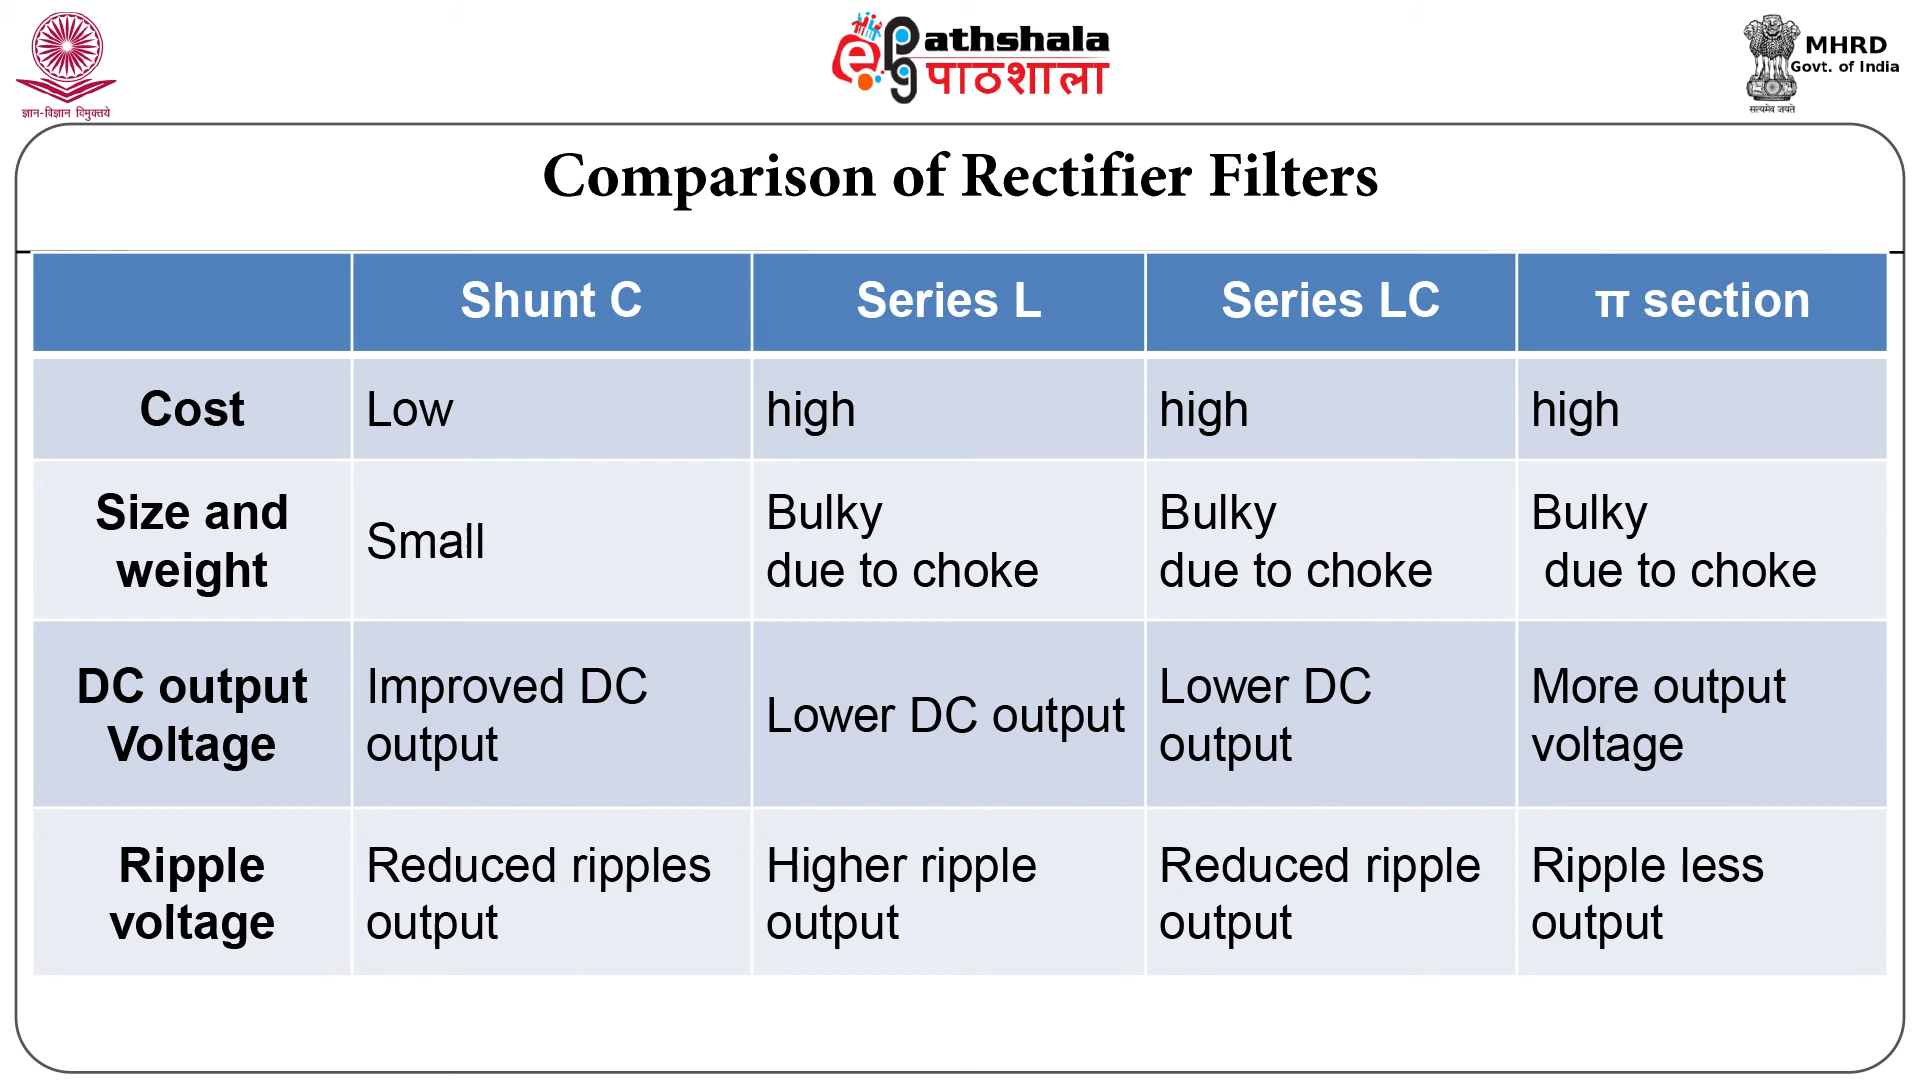 ज्ञान-विज्ञान विमुक्तये
e
Pg
athshala
पाठशाला
MHRD
Govt. of India
सत्यमेव जयते
Comparison of Rectifier Filters
Shunt C
Series L
Series LC
π section
Cost
Low
high
high
high
Size and
weight
Small
Bulky
due to choke
Bulky
due to choke
Bulky
due to choke
DC output
Voltage
Improved DC
output
Lower DC output
Lower DC
output
More output
voltage
Ripple
voltage
Reduced ripples
output
Higher ripple
output
Reduced ripple
output
Ripple less
output